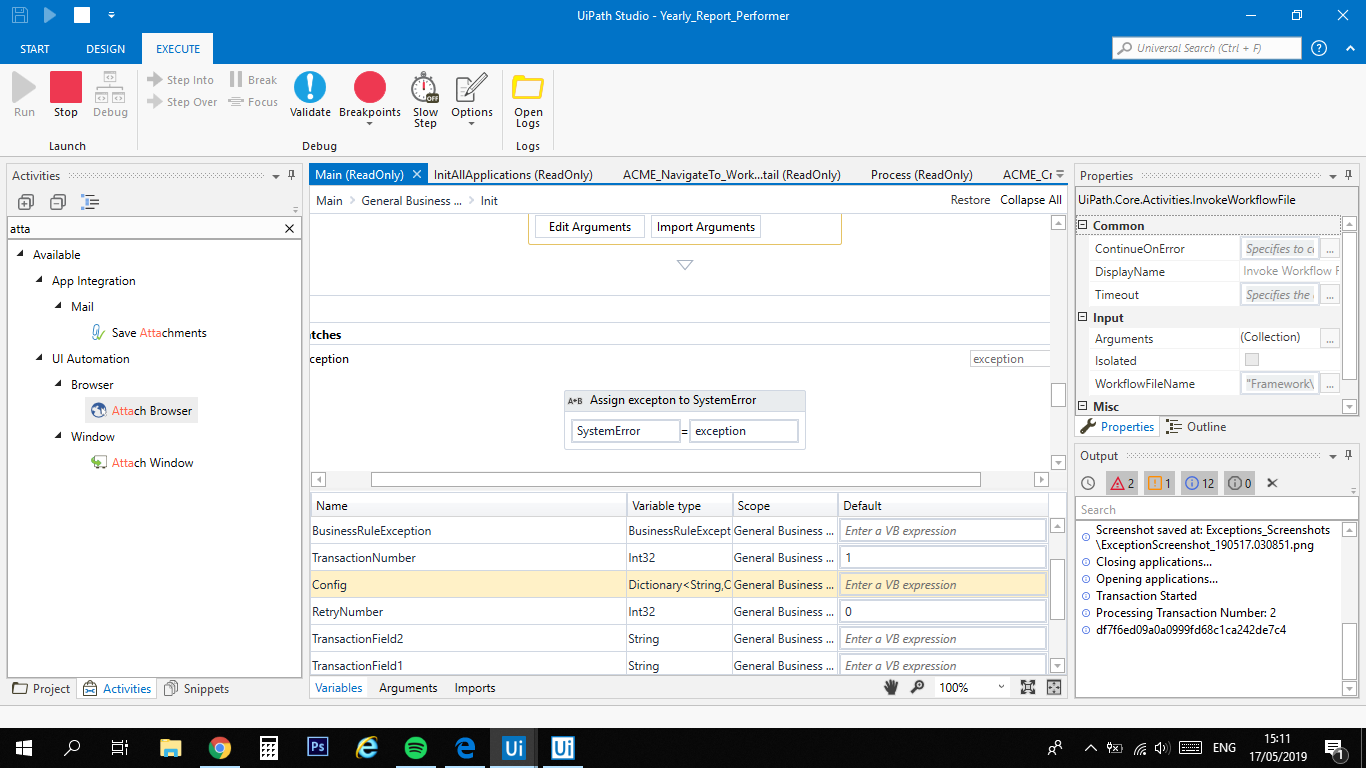 UiPath Studio - Yearly_Report_Performer
START DESIGN EXECUTE
Universal Search (Ctrl + F)
Run Stop Debug
Step Into Break
Step Over Focus
Validate Breakpoints Slow Step Options
Open Logs
Launch Debug Logs
Activities
atta
Available
App Integration
Mail
Save Attachments
UI Automation
Browser
Attach Browser
Window
Attach Window
Project Activities Snippets
Main (ReadOnly) InitAllApplications (ReadOnly) ACME_NavigateTo_Work...tail (ReadOnly) Process (ReadOnly) ACME_Cr
Main > General Business ... > Init
Restore Collapse All
Edit Arguments Import Arguments
tches
ception
exception
A+B Assign excepton to SystemError
SystemError = exception
Name Variable type Scope Default
BusinessRuleException BusinessRuleExcept General Business ... Enter a VB expression
TransactionNumber Int32 General Business ... 1
Config Dictionary<String,O General Business ... Enter a VB expression
RetryNumber Int32 General Business ... 0
TransactionField2 String General Business ... Enter a VB expression
TransactionField1 String General Business ... Enter a VB expression
Variables Arguments Imports
100%
Properties
UiPath.Core.Activities.InvokeWorkflowFile
Common
ContinueOnError Specifies to co ...
DisplayName Invoke Workflow F
Timeout Specifies the ...
Input
Arguments (Collection) ...
Isolated
WorkflowFileName "Framework\ ...
Misc
Properties Outline
Output
2 1 12 0
Search
Screenshot saved at: Exceptions_Screenshots
\ExceptionScreenshot_190517.030851.png
Closing applications...
Opening applications...
Transaction Started
Processing Transaction Number: 2
df7f6ed09a0a0999fd68c1ca242de7c4
Ps Ui Ui
ENG
15:11
17/05/2019
1